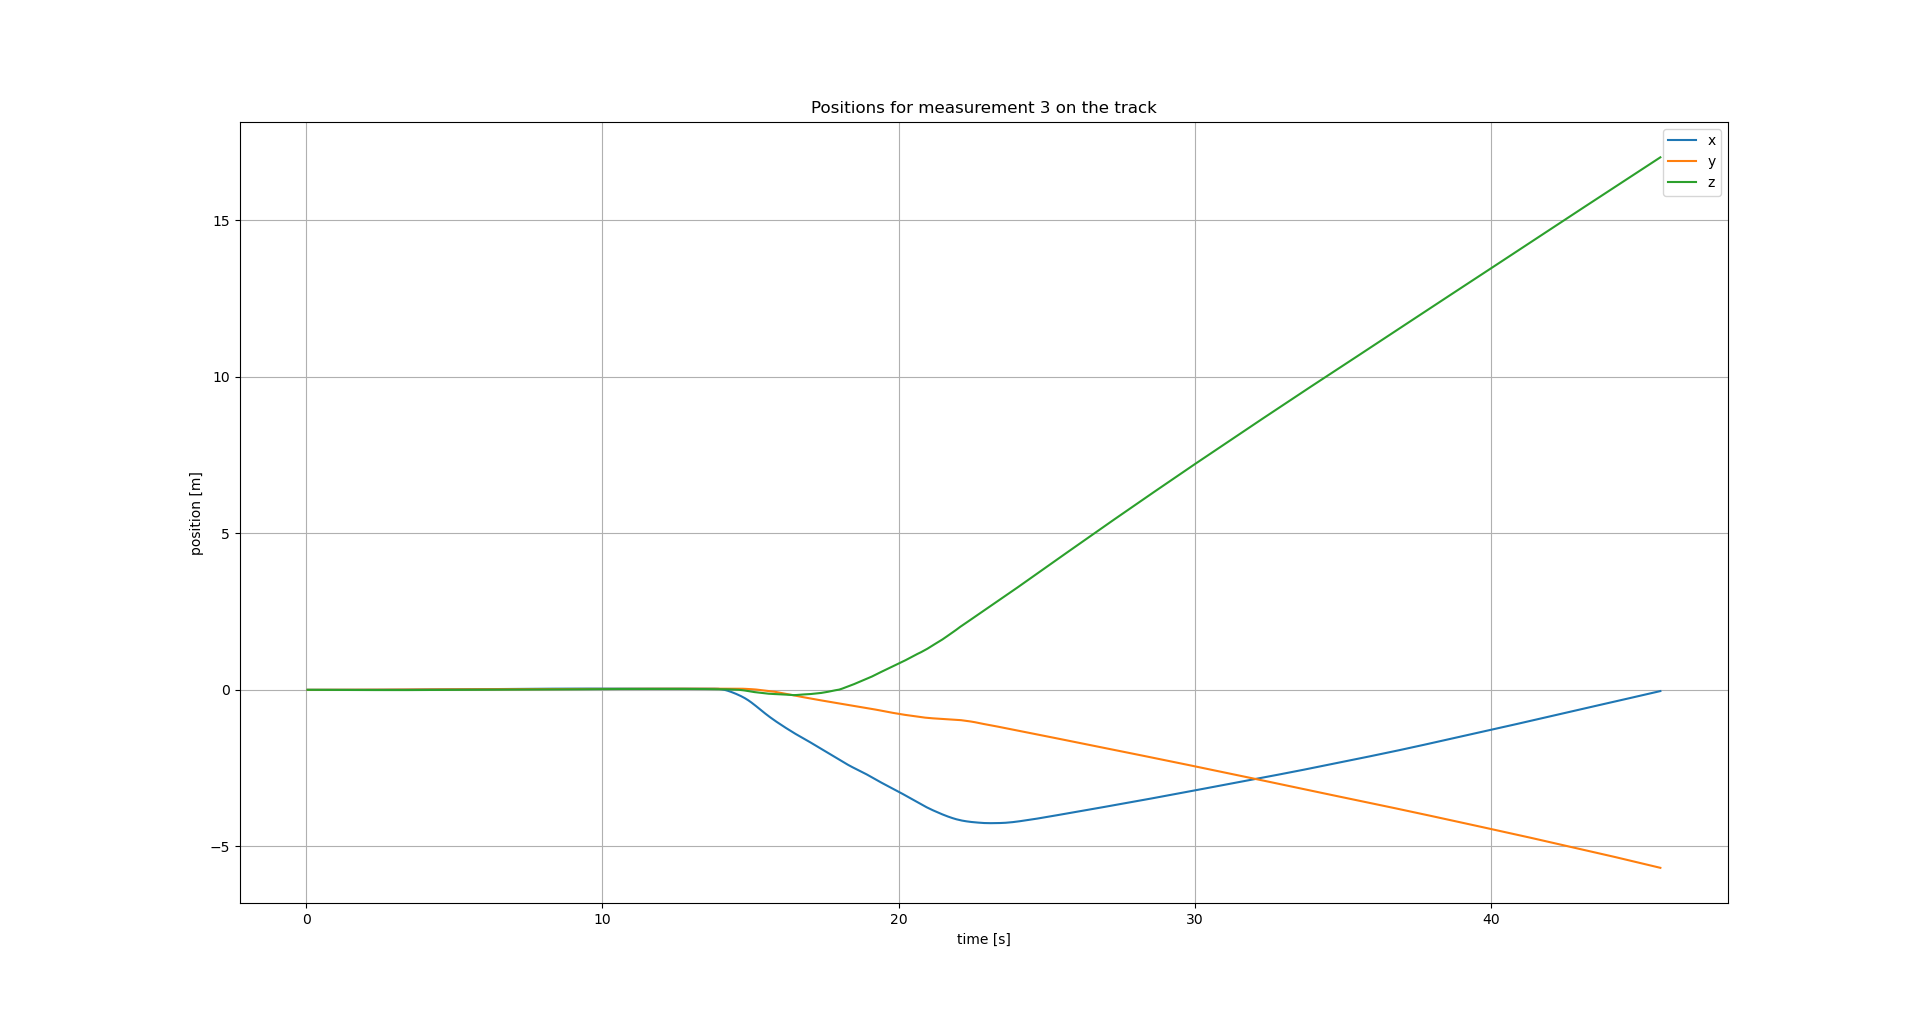 Positions for measurement 3 on the track
x
y
z
15
10
5
0
−5
position [m]
0 10 20 30 40
time [s]